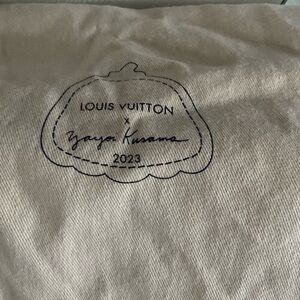 LOUIS VUITTON
x
Yayoi Kusama
2023